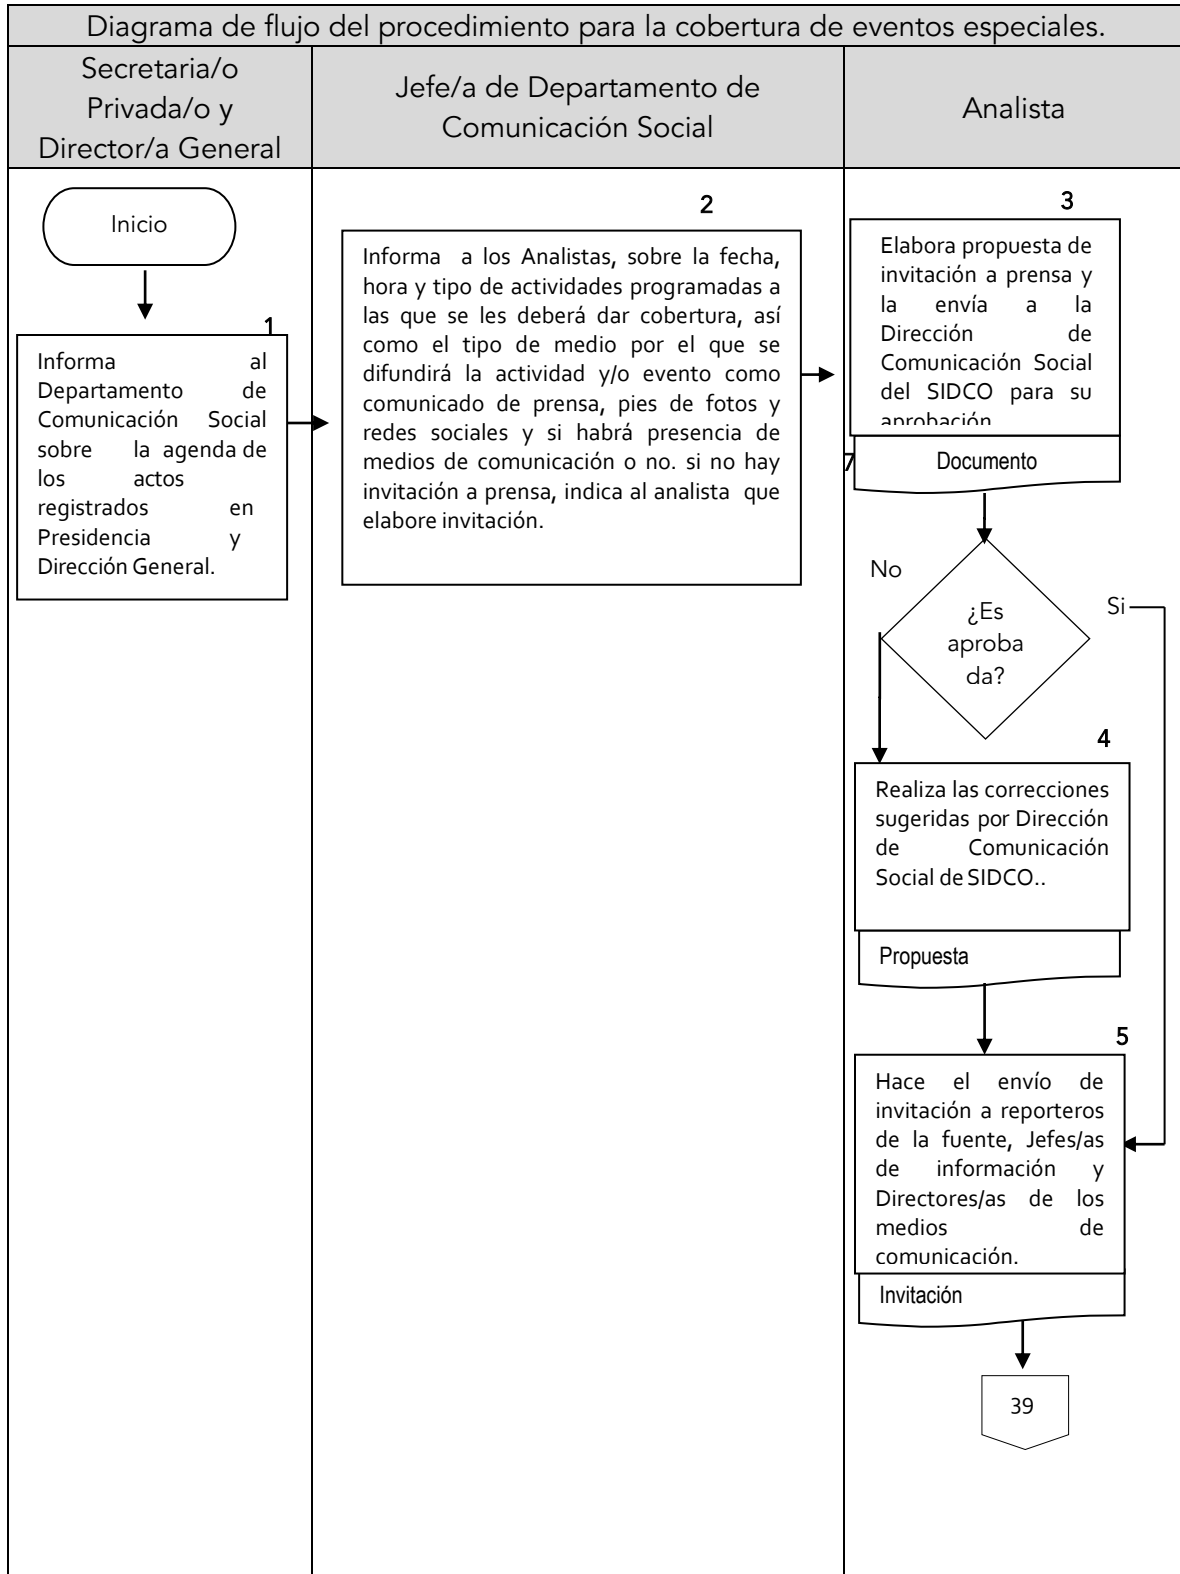 Diagrama de flujo del procedimiento para la cobertura de eventos especiales.
Secretaria/o
Privada/o y
Director/a General
Jefe/a de Departamento de
Comunicación Social
Analista
Inicio
1
Informa al
Departamento de
Comunicación Social
sobre la agenda de
los actos
registrados en
Presidencia y
Dirección General.
2
Informa a los Analistas, sobre la fecha,
hora y tipo de actividades programadas a
las que se les deberá dar cobertura, así
como el tipo de medio por el que se
difundirá la actividad y/o evento como
comunicado de prensa, pies de fotos y
redes sociales y si habrá presencia de
medios de comunicación o no. si no hay
invitación a prensa, indica al analista que
elabore invitación.
3
Elabora propuesta de
invitación a prensa y
la envía a la
Dirección de
Comunicación Social
del SIDCO para su
aprobación
7
Documento
No
¿Es
aproba
da?
Si
4
Realiza las correcciones
sugeridas por Dirección
de Comunicación
Social de SIDCO..
Propuesta
5
Hace el envío de
invitación a reporteros
de la fuente, Jefes/as
de información y
Directores/as de los
medios de
comunicación.
Invitación
39